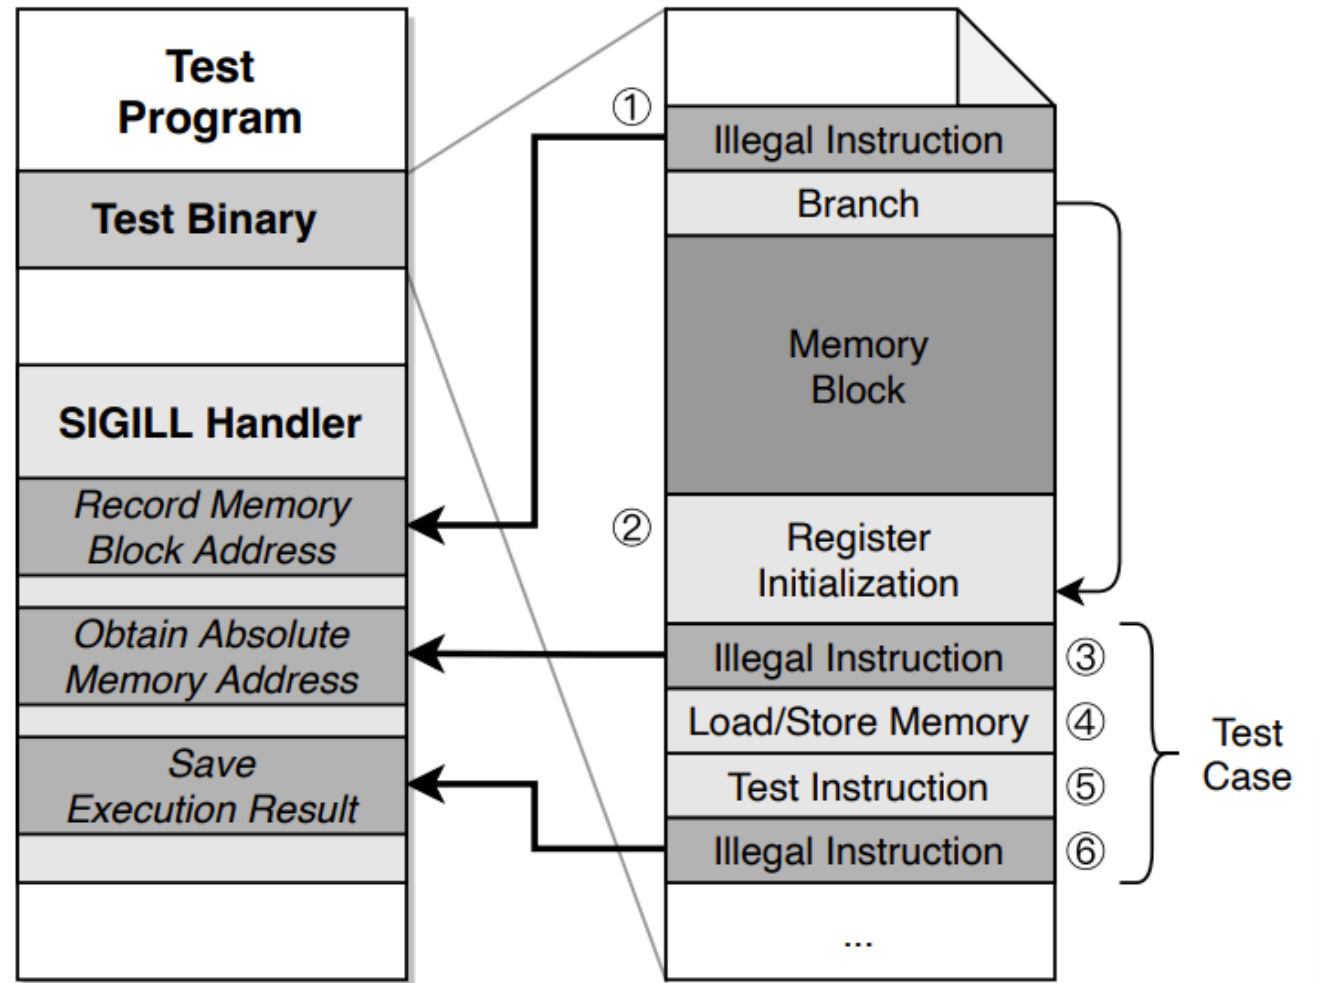 Test
Program
Test Binary
SIGILL Handler
Record Memory
Block Address
Obtain Absolute
Memory Address
Save
Execution Result
①
Illegal Instruction
Branch
Memory
Block
②
Register
Initialization
Illegal Instruction
③
Load/Store Memory
④
Test Instruction
⑤
Illegal Instruction
⑥
...
Test
Case